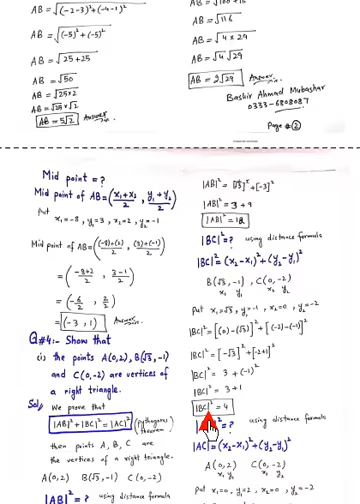 AB = √(-2-3)² + (-4-1)²
AB = √(-5)² + (-5)²
AB = √25+25
AB = √50
AB = √25×2
AB = √25 × √2
AB = 5√2 Answer.
AB = √116
AB = √4×29
AB = √4 √29
AB = 2√29 Answer.
Bashir Ahmad Mubashar
0333-6808087
Page # 2
Mid point = ?
Mid point of AB = (x₁+x₂/2, y₁+y₂/2)
Put
x₁=-8, y₁=3, x₂=2, y₂=-1
Mid point of AB = ((-8)+(2)/2, (3)+(-1)/2)
= (-8+2/2, 3-1/2)
= (-6/2, 2/2)
= (-3, 1) Answer.
Q.#4:- Show that
(i) the points A(0,2), B(√3,-1)
and C(0,-2) are vertices of
a right triangle.
Sol:) We prove that
|AB|² + |BC|² = |AC|² (Pythagoras Theorem
then points A, B, C are
the vertices of a right triangle.
A(0,2) B(√3,-1) C(0,-2)
|AB|² = ? using distance formula
|AB|² = [√3]² + [-3]²
|AB|² = 3 + 9
|AB|² = 12
|BC|² = ? using distance formula
|BC|² = (x₂-x₁)² + (y₂-y₁)²
B(√3,-1) C(0,-2)
x₁ y₁ x₂ y₂
Put x₁=√3, y₁=-1, x₂=0, y₂=-2
|BC|² = [(0)-(√3)]² + [(-2)-(-1)]²
|BC|² = [-√3]² + [-2+1]²
|BC|² = 3 + (-1)²
|BC|² = 3 + 1
|BC|² = 4
|AC|² = ? using distance formula
|AC|² = (x₂-x₁)² + (y₂-y₁)²
A(0,2) C(0,-2)
x₁ y₁ x₂ y₂
Put x₁=0, y₁=2, x₂=0, y₂=-2